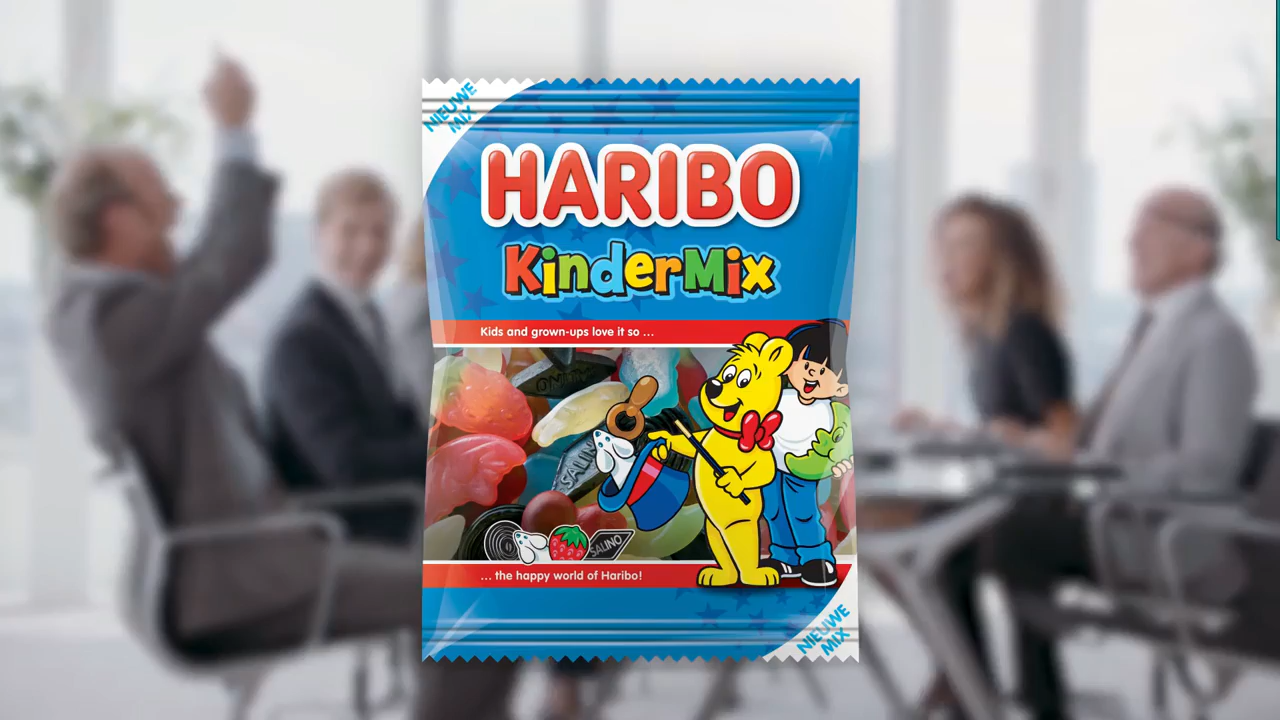 NIEUWE
MIX
HARIBO
KinderMix
Kids and grown-ups love it so ...
SALINO
SALINO
... the happy world of Haribo!
NIEUWE
MIX